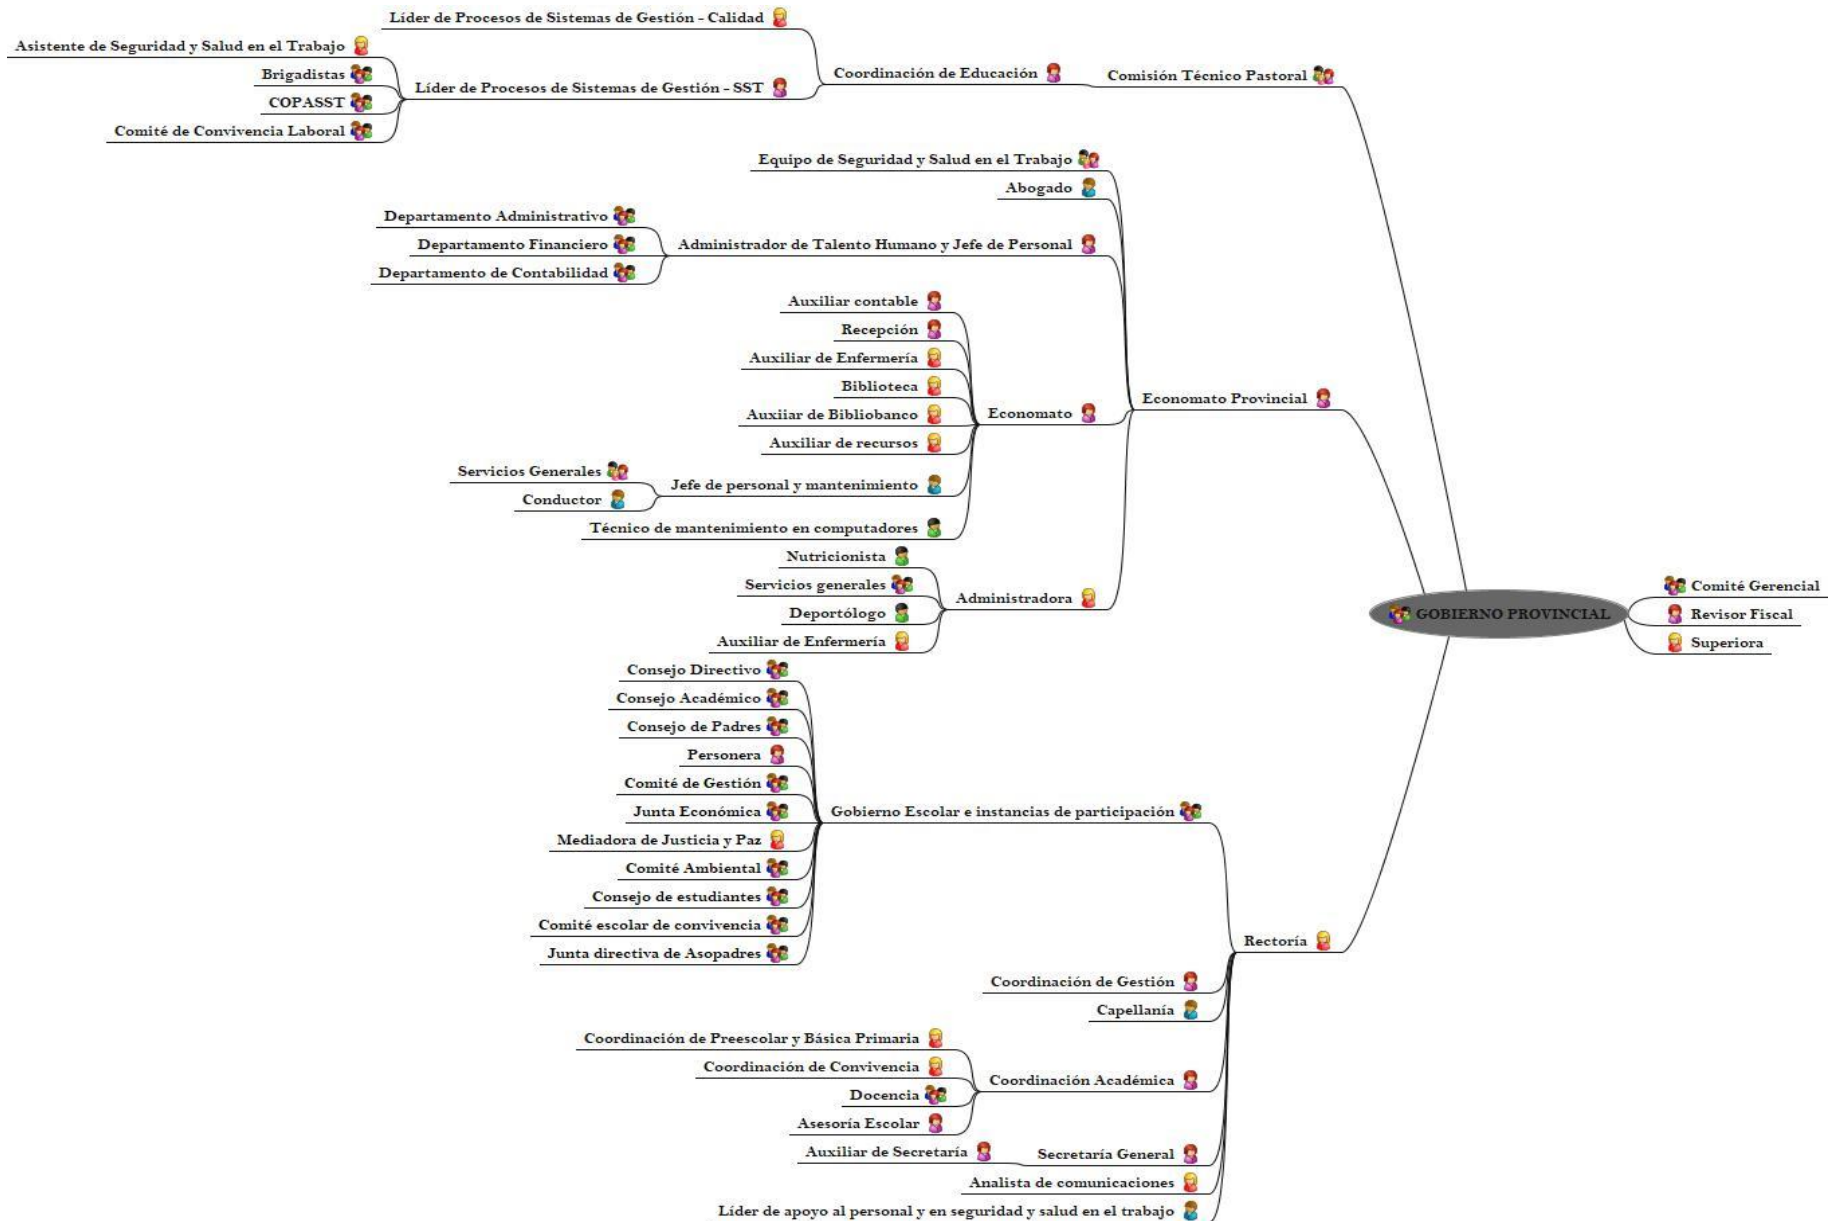 Líder de Procesos de Sistemas de Gestión - Calidad
Asistente de Seguridad y Salud en el Trabajo
Brigadistas
COPASST
Comité de Convivencia Laboral
Líder de Procesos de Sistemas de Gestión - SST
Coordinación de Educación
Comisión Técnico Pastoral
Equipo de Seguridad y Salud en el Trabajo
Abogado
Departamento Administrativo
Departamento Financiero
Departamento de Contabilidad
Administrador de Talento Humano y Jefe de Personal
Auxiliar contable
Recepción
Auxiliar de Enfermería
Biblioteca
Auxiiar de Bibliobanco
Auxiliar de recursos
Servicios Generales
Conductor
Jefe de personal y mantenimiento
Técnico de mantenimiento en computadores
Economato
Nutricionista
Servicios generales
Deportólogo
Auxiliar de Enfermería
Administradora
Economato Provincial
Consejo Directivo
Consejo Académico
Consejo de Padres
Personera
Comité de Gestión
Junta Económica
Mediadora de Justicia y Paz
Comité Ambiental
Consejo de estudiantes
Comité escolar de convivencia
Junta directiva de Asopadres
Gobierno Escolar e instancias de participación
Coordinación de Gestión
Capellanía
Coordinación de Preescolar y Básica Primaria
Coordinación de Convivencia
Docencia
Asesoría Escolar
Coordinación Académica
Auxiliar de Secretaría
Secretaría General
Analista de comunicaciones
Líder de apoyo al personal y en seguridad y salud en el trabajo
Rectoría
GOBIERNO PROVINCIAL
Comité Gerencial
Revisor Fiscal
Superiora